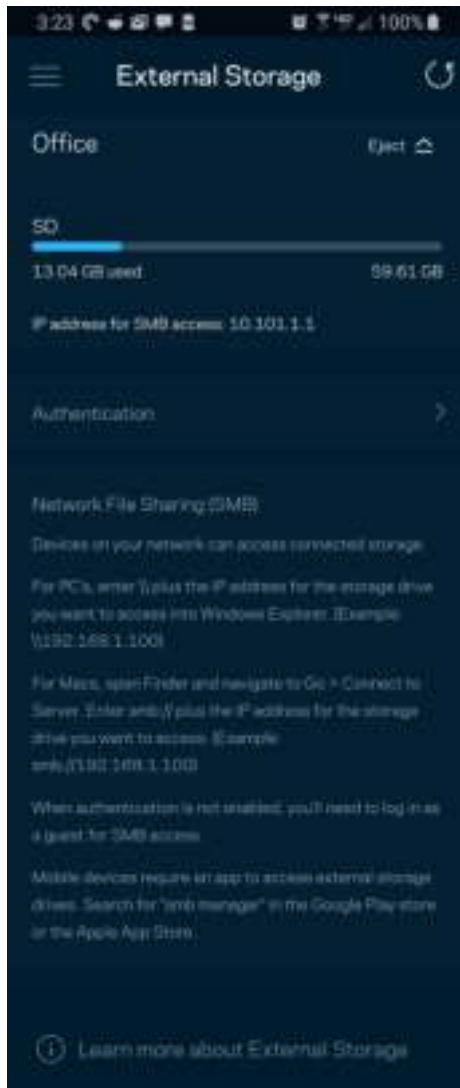 3:23
100%
External Storage
Office
Eject
SD
13.04 GB used
59.61 GB
IP address for SMB access: 10.101.1.1
Authentication
Network File Sharing (SMB)
Devices on your network can access connected storage.
For PC's, enter \\ plus the IP address for the storage drive
you want to access into Windows Explorer. (Example:
\\192.168.1.100)
For Macs, open Finder and navigate to Go > Connect to
Server. Enter smb:// plus the IP address for the storage
drive you want to access. (Example:
smb://192.168.1.100)
When authentication is not enabled, you'll need to log in as
a guest for SMB access.
Mobile devices require an app to access external storage
drives. Search for "smb manager" in the Google Play store
or the Apple App Store.
Learn more about External Storage